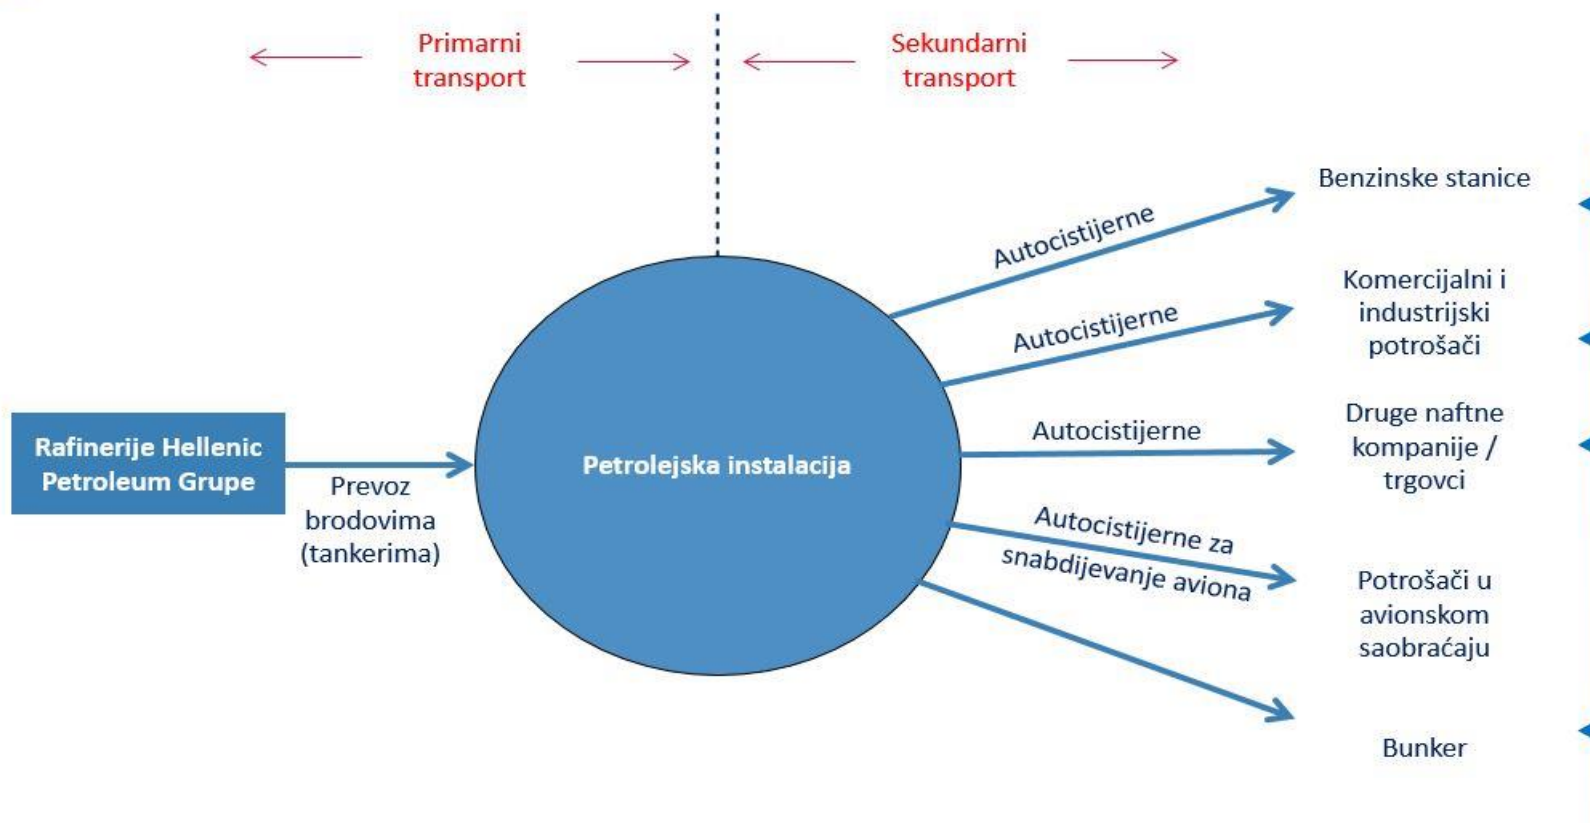 Primarni
transport
Sekundarni
transport
Benzinske stanice
Autocistijerne
Komercijalni i
industrijski
potrošači
Autocistijerne
Druge naftne
kompanije /
trgovci
Autocistijerne
Rafinerije Hellenic
Petroleum Grupe
Prevoz
brodovima
(tankerima)
Petrolejska instalacija
Autocistijerne za
snabdijevanje aviona
Potrošači u
avionskom
saobraćaju
Bunker